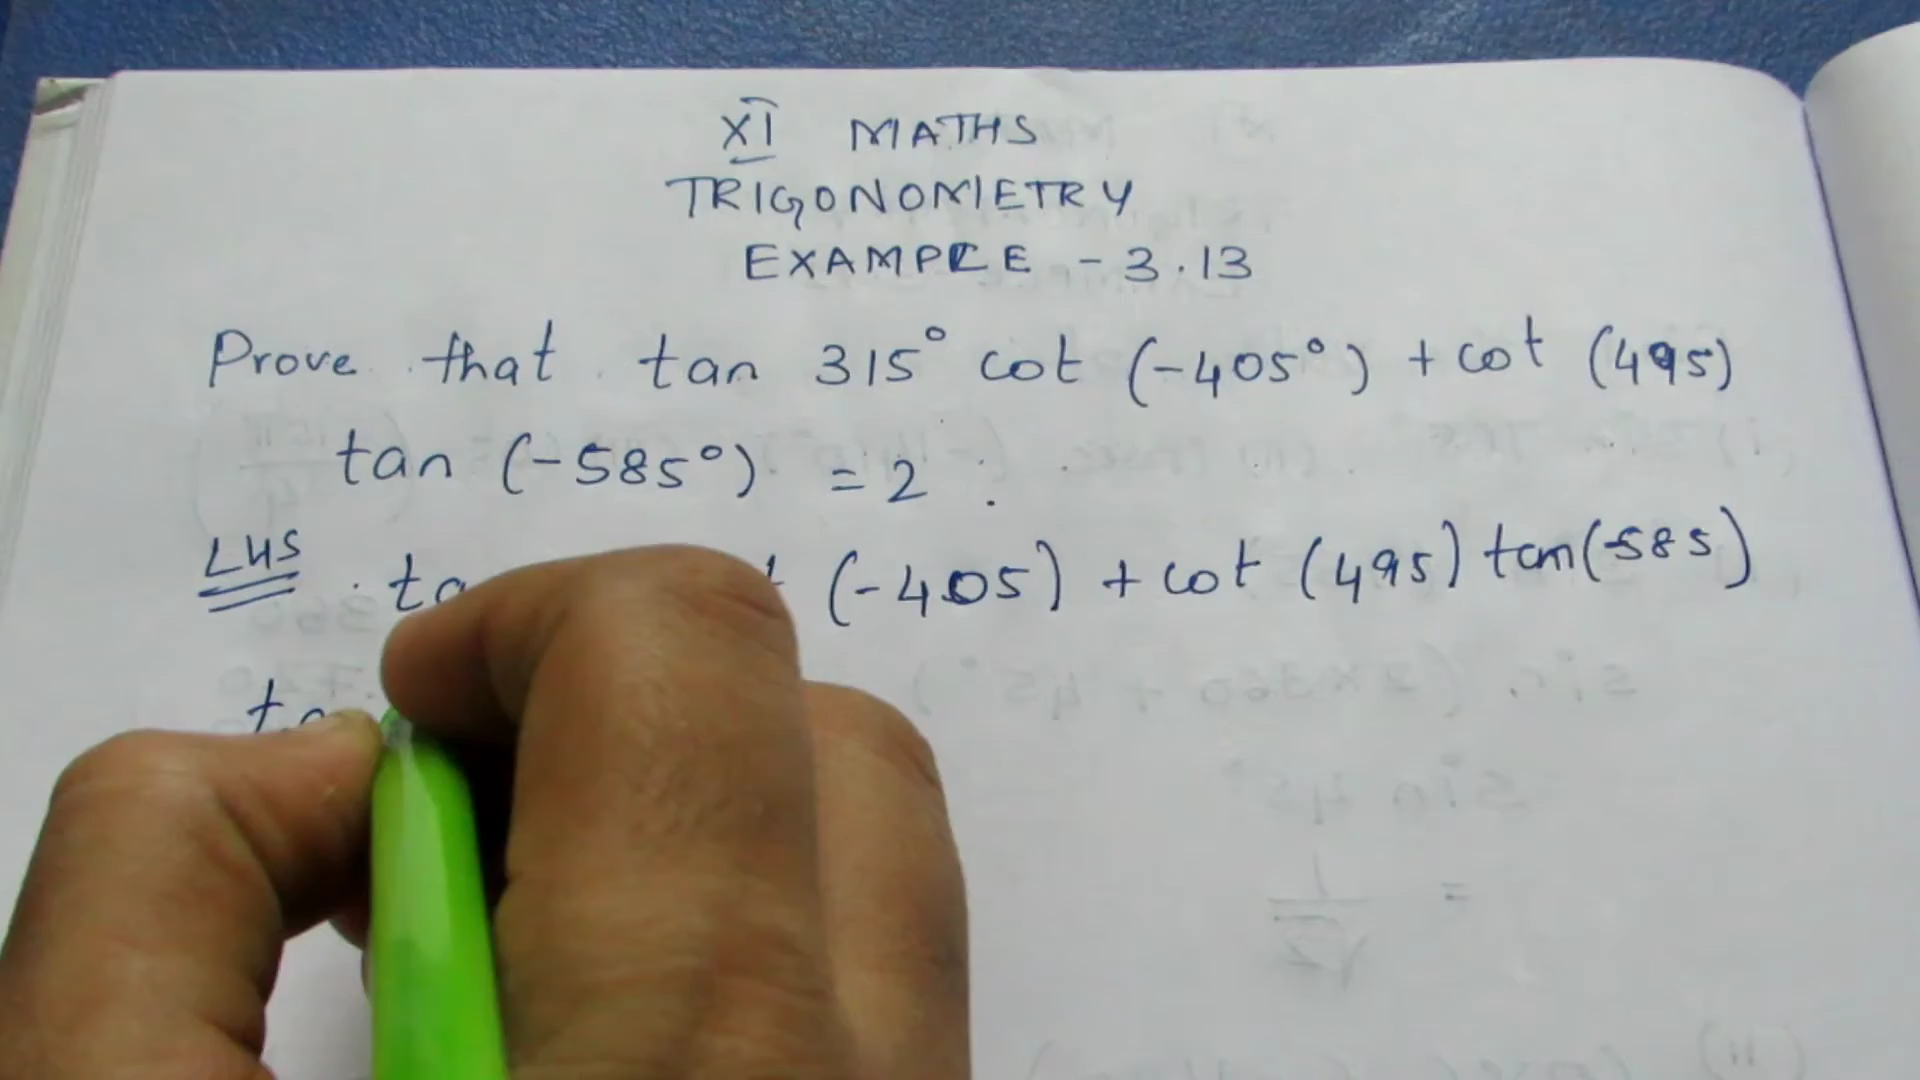 XI MATHS
TRIGONOMETRY
EXAMPLE - 3.13
Prove that tan 315° cot (-405°) + cot (495)
tan (-585°) = 2 :
LHS (-405) + cot (495) tan(-585)